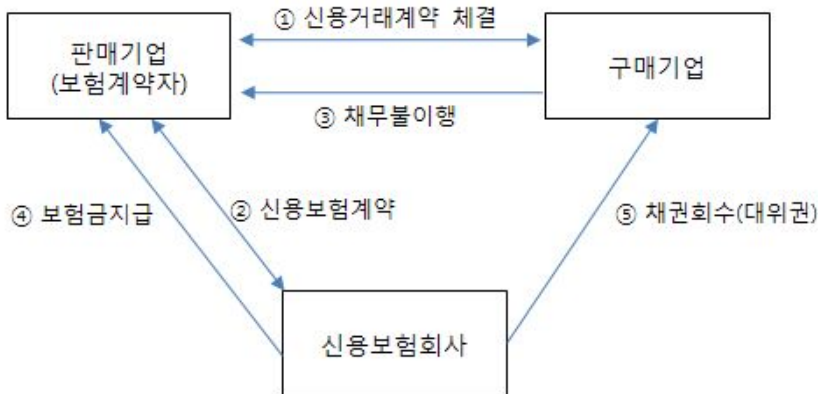 ① 신용거래계약 체결
판매기업
(보험계약자)
구매기업
③ 채무불이행
④ 보험금지급
② 신용보험계약
⑤ 채권회수(대위권)
신용보험회사